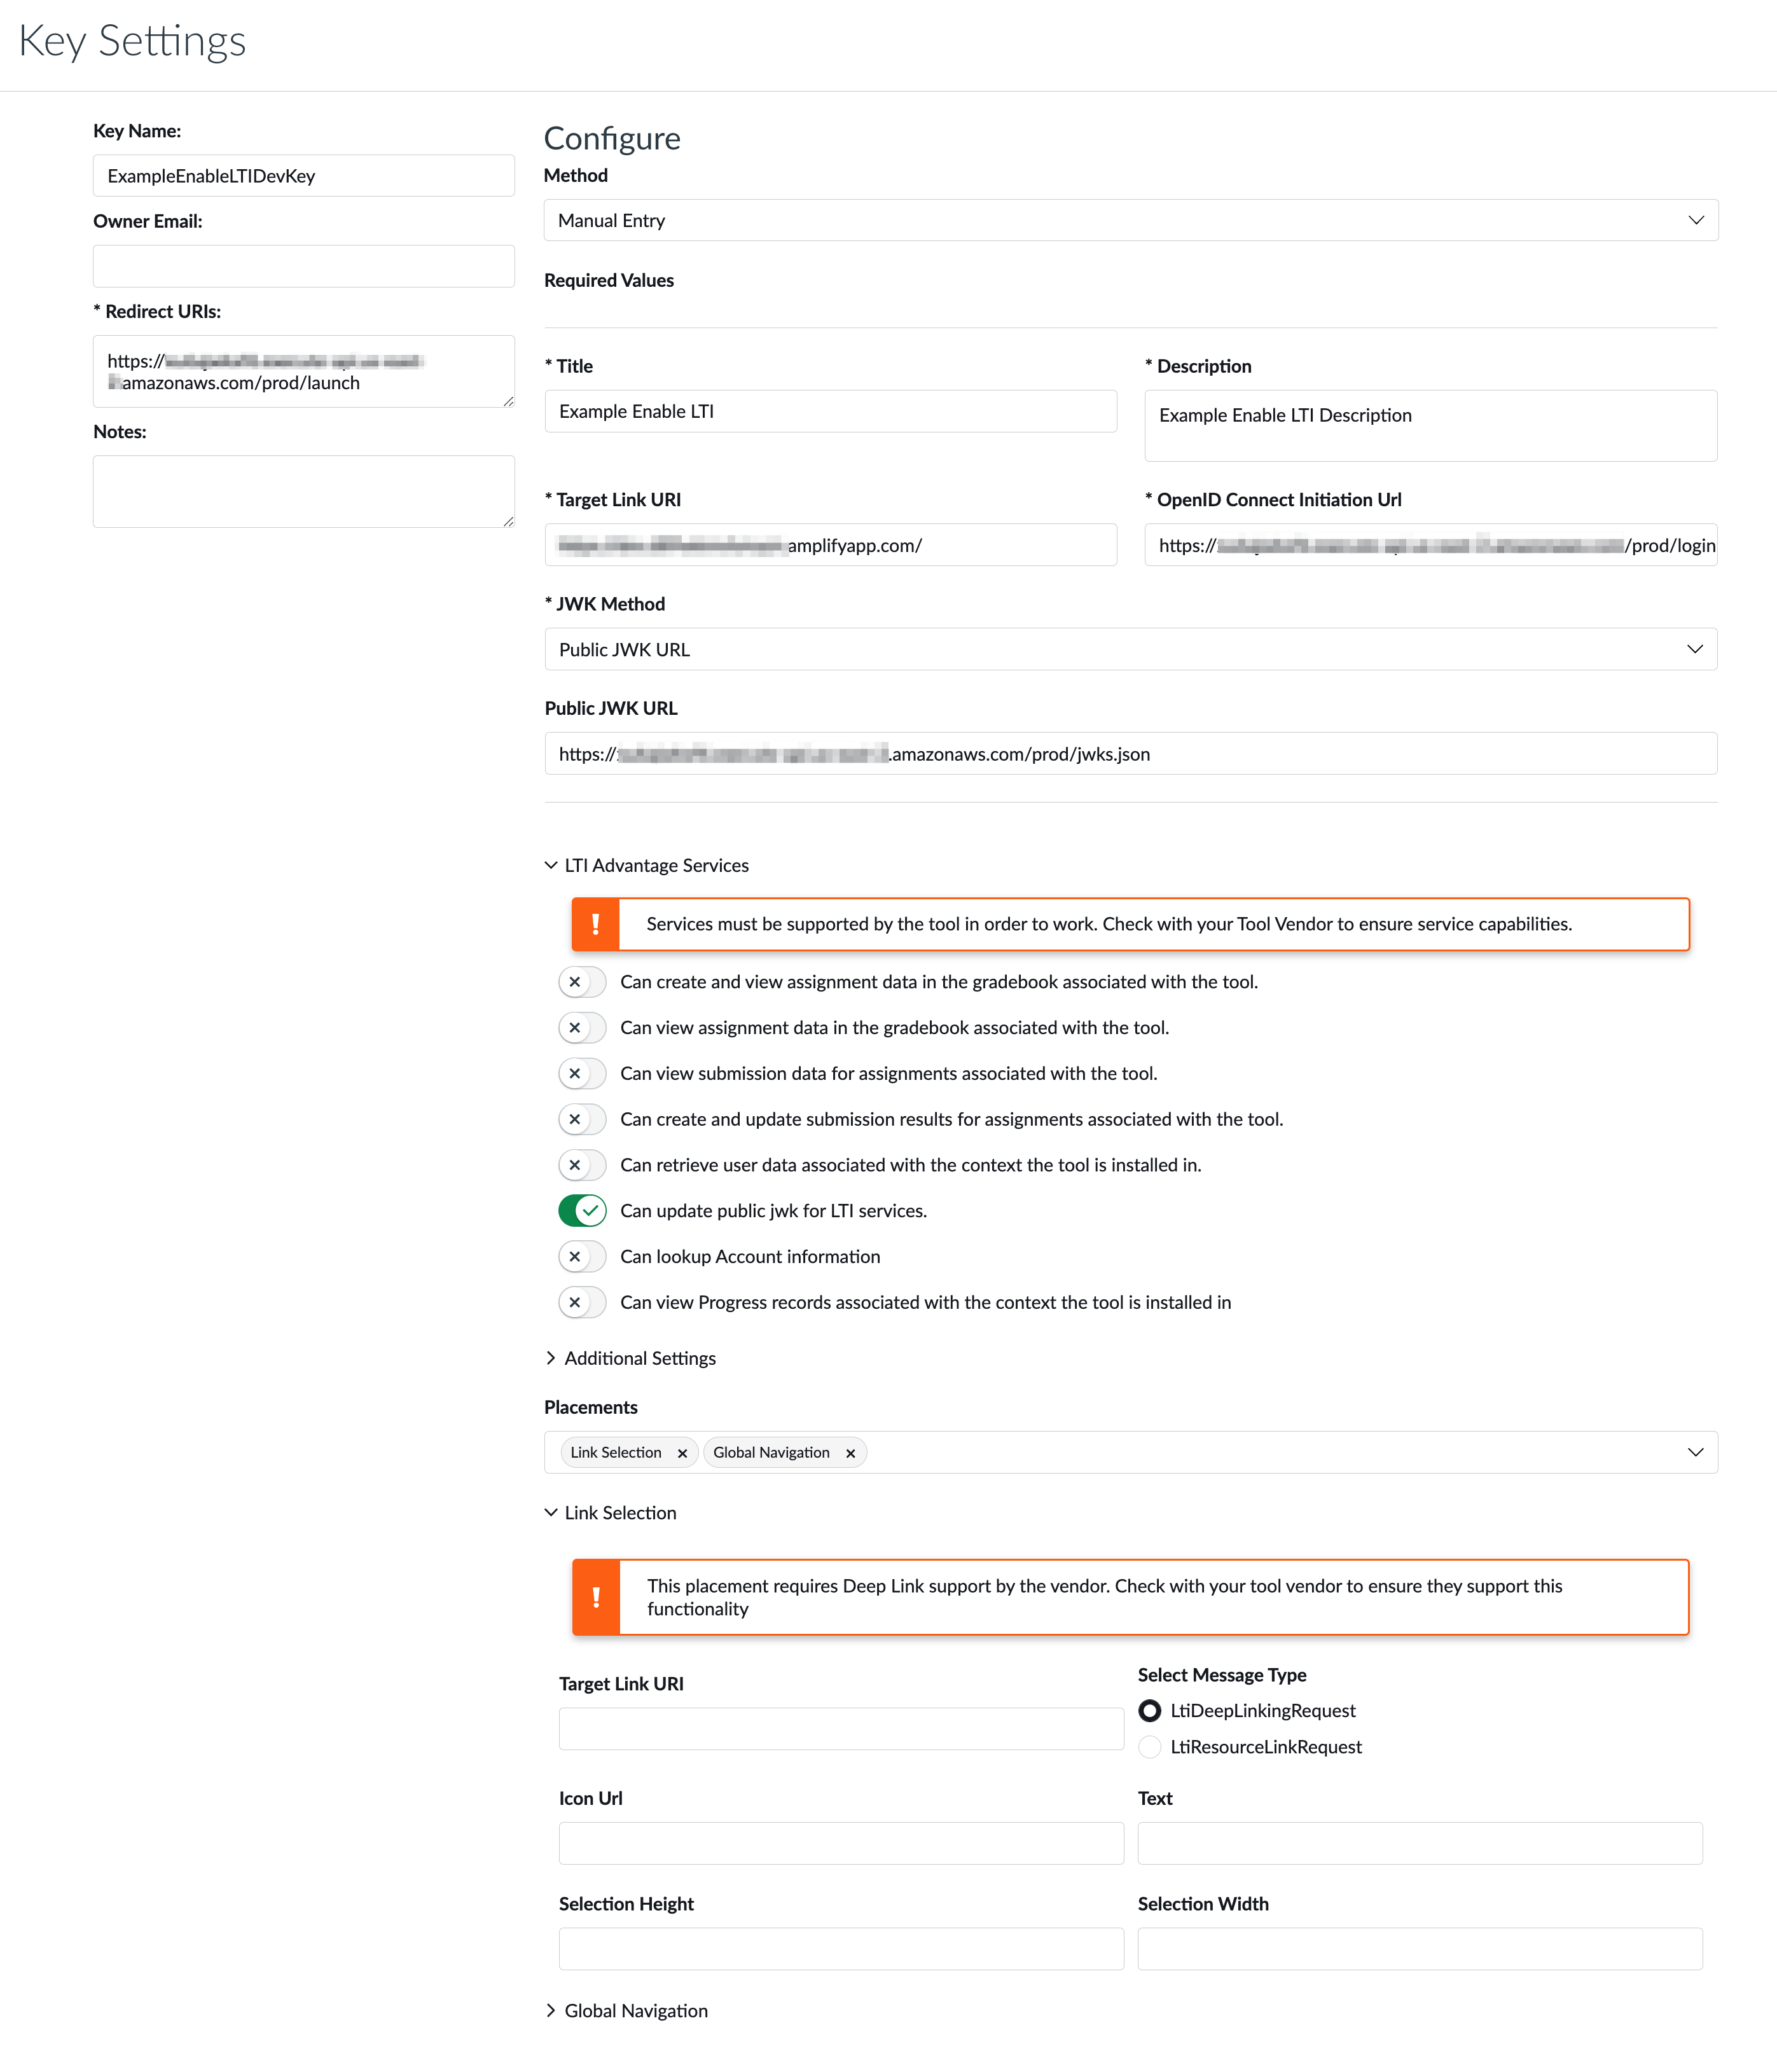 Key Settings
Key Name:
ExampleEnableLTIDevKey
Owner Email:
* Redirect URIs:
https://
amazonaws.com/prod/launch
Notes:
Configure
Method
Manual Entry
Required Values
* Title
* Description
Example Enable LTI
Example Enable LTI Description
* Target Link URI
* OpenID Connect Initiation Url
amplifyapp.com/
https:// /prod/login
* JWK Method
Public JWK URL
Public JWK URL
https:// .amazonaws.com/prod/jwks.json
LTI Advantage Services
! Services must be supported by the tool in order to work. Check with your Tool Vendor to ensure service capabilities.
Can create and view assignment data in the gradebook associated with the tool.
Can view assignment data in the gradebook associated with the tool.
Can view submission data for assignments associated with the tool.
Can create and update submission results for assignments associated with the tool.
Can retrieve user data associated with the context the tool is installed in.
Can update public jwk for LTI services.
Can lookup Account information
Can view Progress records associated with the context the tool is installed in
Additional Settings
Placements
Link Selection Global Navigation
Link Selection
! This placement requires Deep Link support by the vendor. Check with your tool vendor to ensure they support this
functionality
Target Link URI
Select Message Type
LtiDeepLinkingRequest
LtiResourceLinkRequest
Icon Url
Text
Selection Height
Selection Width
Global Navigation